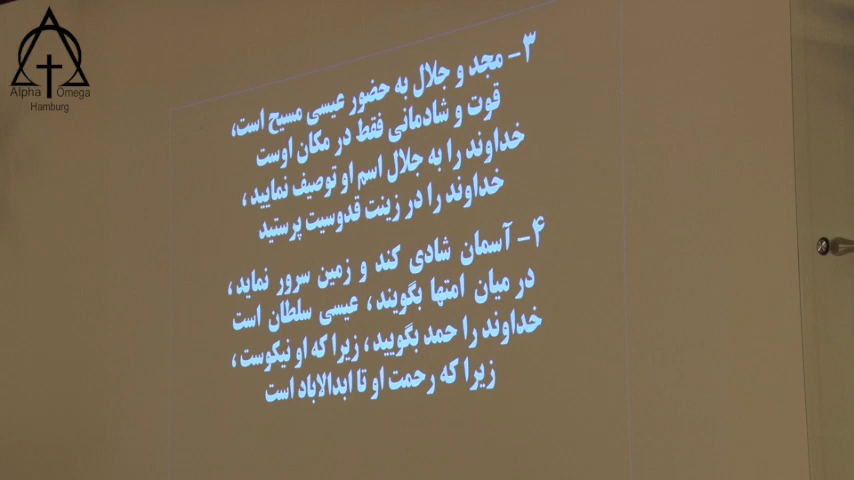 Alpha Omega
Hamburg
۳- مجد و جلال به حضور عیسی مسیح است،
قوت و شادمانی فقط در مکان اوست
خداوند را به جلال اسم او توصیف نمایید ،
خداوند را در زینت قدوسیت پرستید
۴- آسمان شادی کند و زمین سرور نماید ،
در میان امتها بگویند ، عیسی سلطان است
خداوند را حمد بگویید ، زیرا که او نیکوست ،
زیرا که رحمت او تا ابدالاباد است